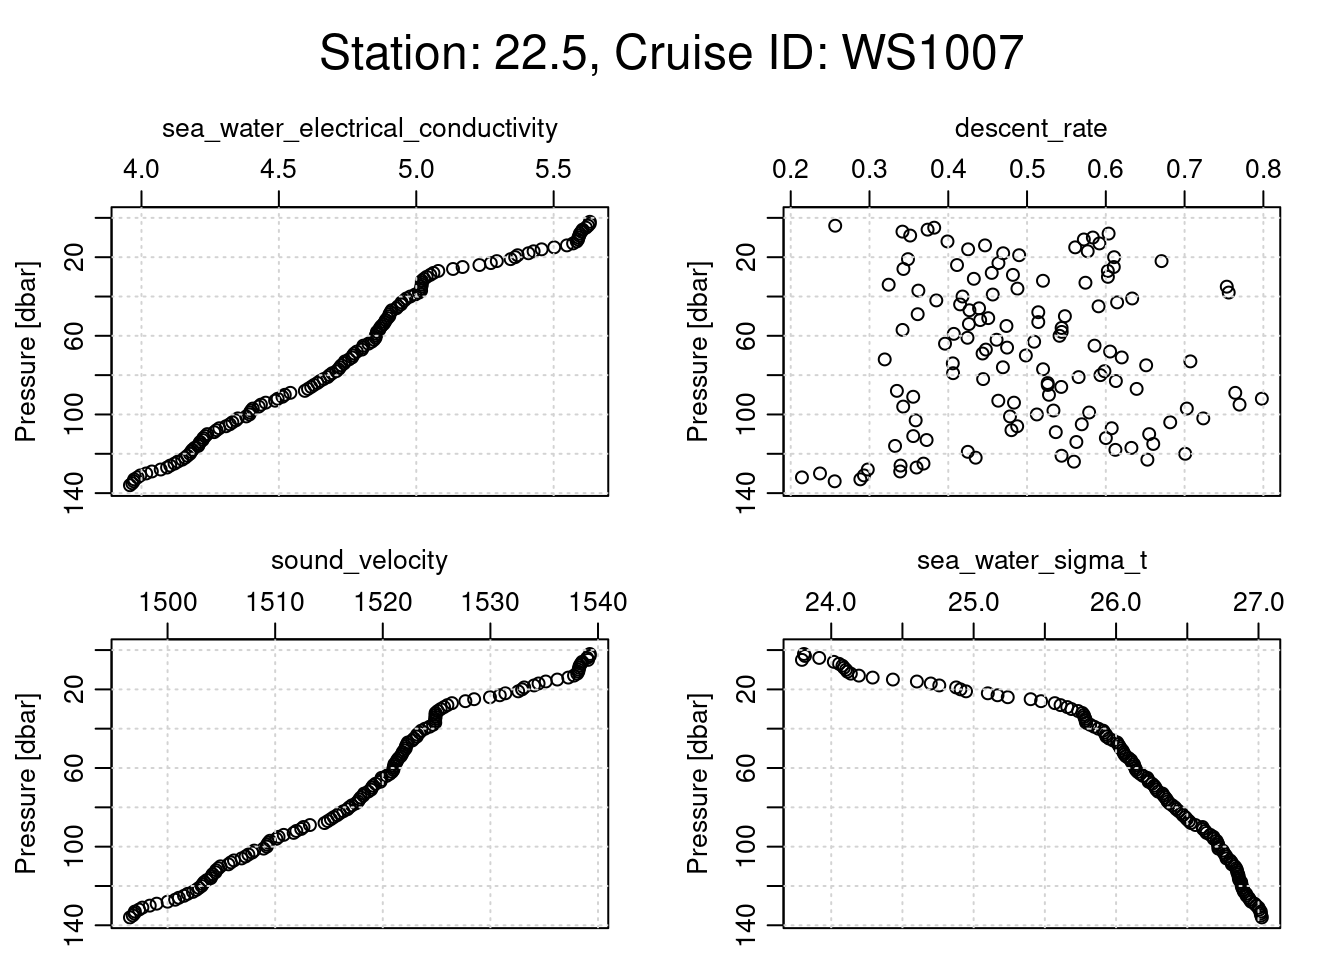 Station: 22.5, Cruise ID: WS1007
sea_water_electrical_conductivity
4.0 4.5 5.0 5.5
Pressure [dbar]
20 60 100 140
descent_rate
0.2 0.3 0.4 0.5 0.6 0.7 0.8
Pressure [dbar]
20 60 100 140
sound_velocity
1500 1510 1520 1530 1540
Pressure [dbar]
20 60 100 140
sea_water_sigma_t
24.0 25.0 26.0 27.0
Pressure [dbar]
20 60 100 140